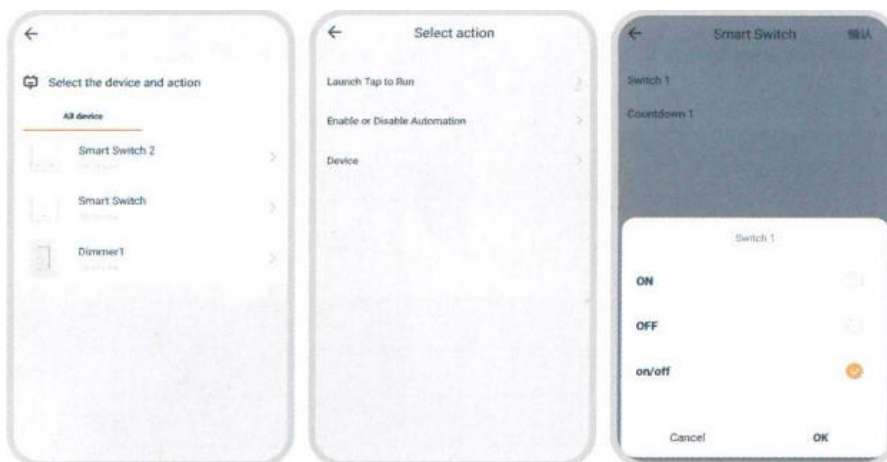 Select the device and action
All device
Smart Switch 2
Smart Switch
Dimmer1
Select action
Launch Tap to Run
Enable or Disable Automation
Device
Smart Switch 确认
Switch 1
Countdown 1
Switch 1
ON
OFF
on/off
Cancel OK